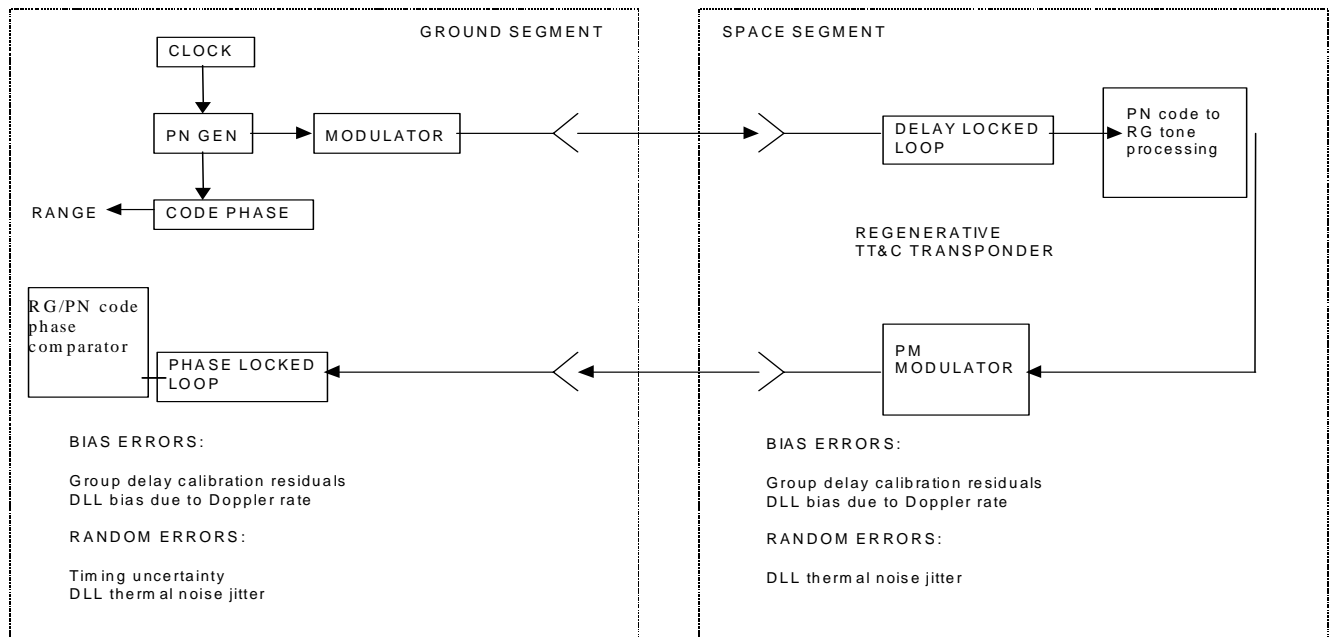 GROUND SEGMENT
SPACE SEGMENT
CLOCK
PN GEN
MODULATOR
DELAY LOCKED
LOOP
PN code to
RG tone
processing
RANGE
CODE PHASE
REGENERATIVE
TT&C TRANSPONDER
RG/PN code
phase
comparator
PHASE LOCKED
LOOP
PM
MODULATOR
BIAS ERRORS:
Group delay calibration residuals
DLL bias due to Doppler rate
RANDOM ERRORS:
Timing uncertainty
DLL thermal noise jitter
BIAS ERRORS:
Group delay calibration residuals
DLL bias due to Doppler rate
RANDOM ERRORS:
DLL thermal noise jitter